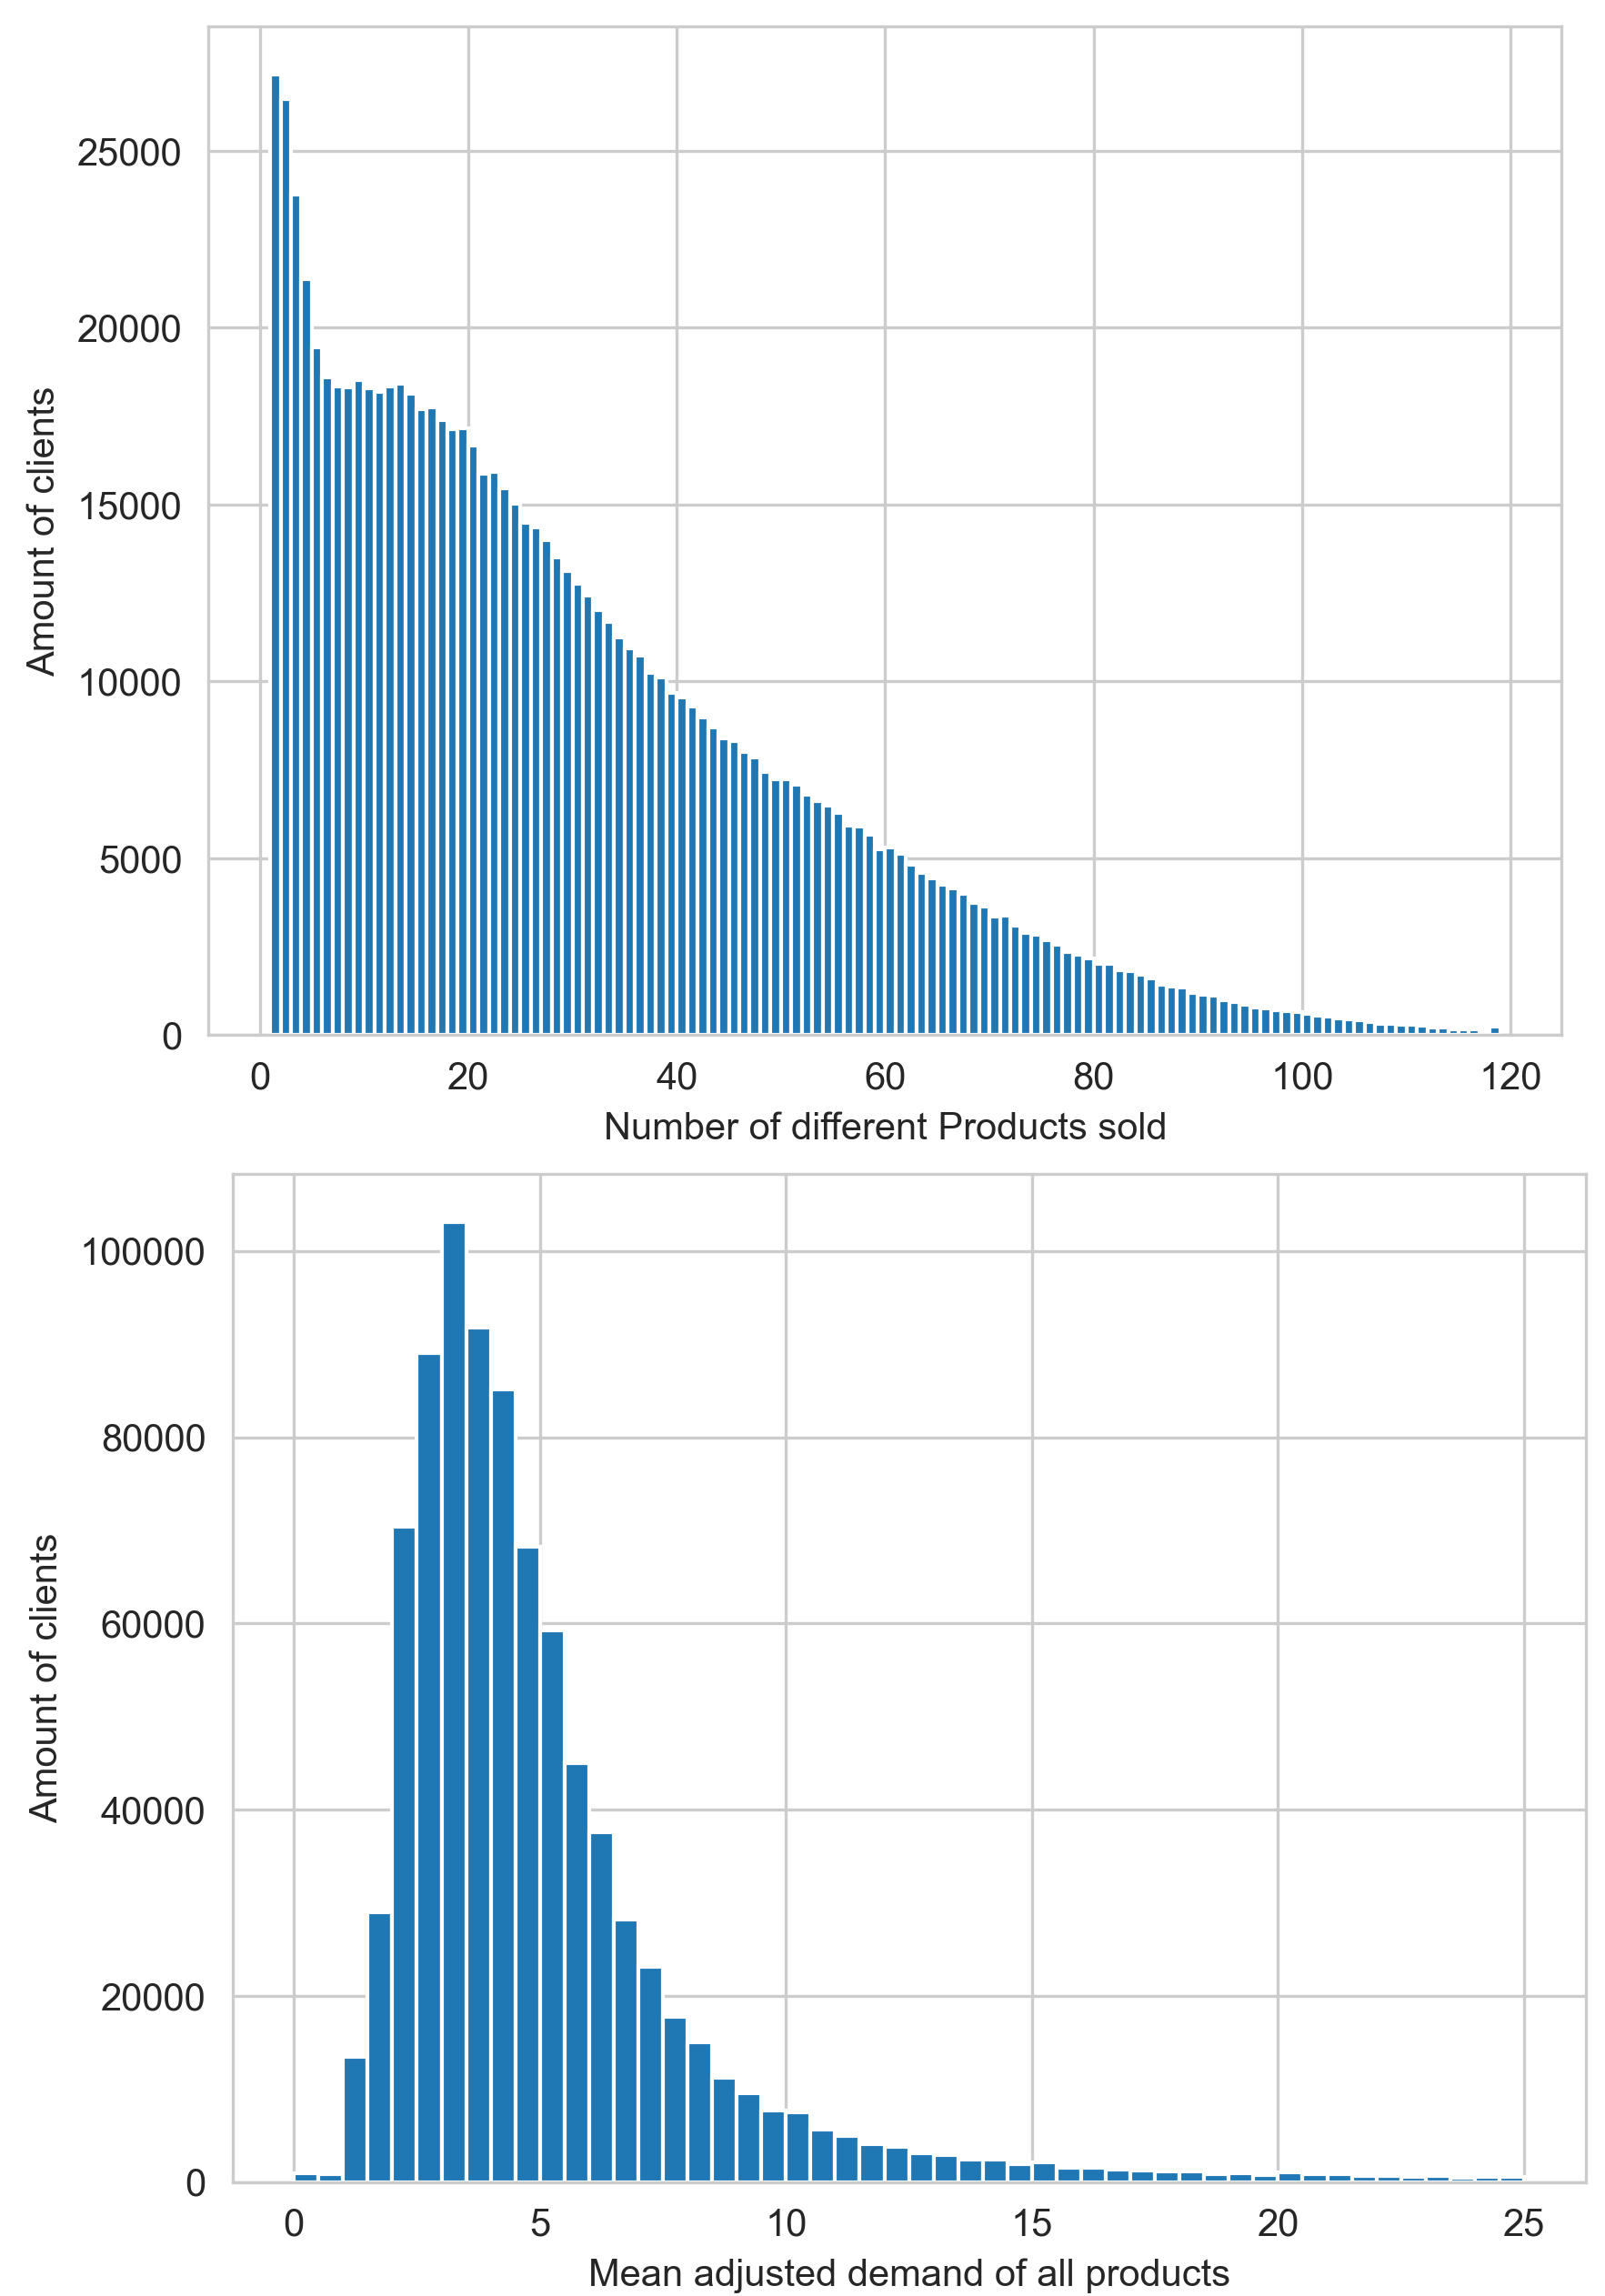 Amount of clients
25000
20000
15000
10000
5000
0
0 20 40 60 80 100 120
Number of different Products sold
Amount of clients
100000
80000
60000
40000
20000
0
0 5 10 15 20 25
Mean adjusted demand of all products